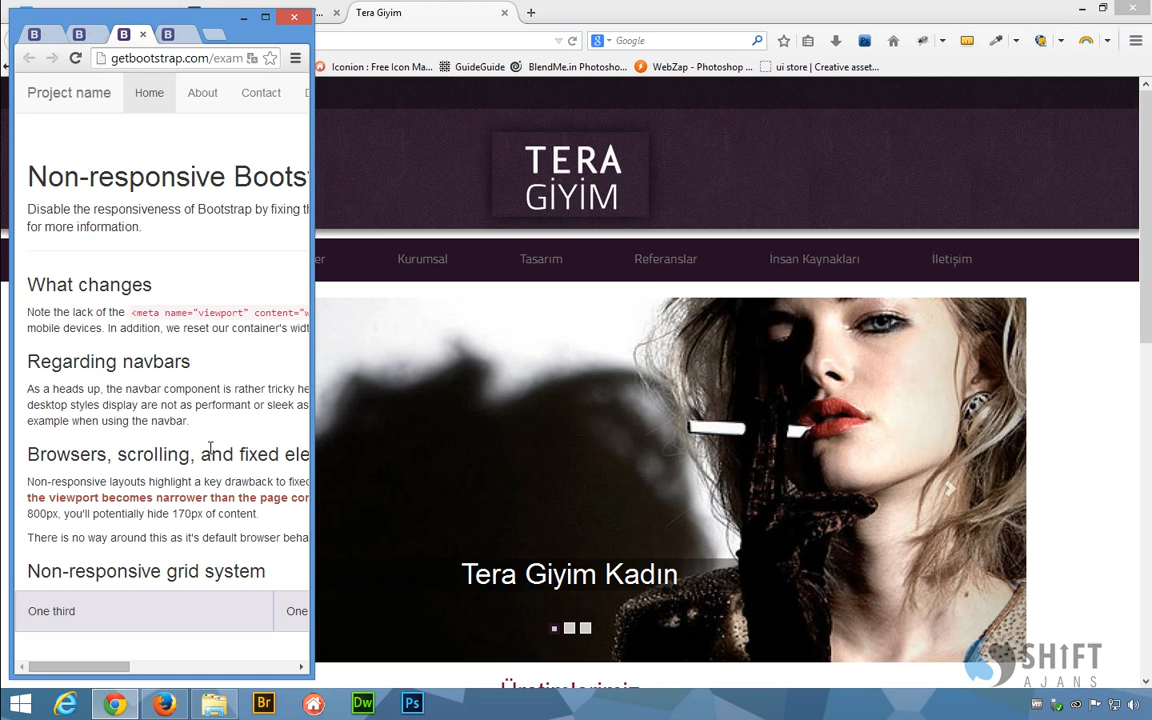 Tera Giyim
getbootstrap.com/exam
Google
Iconion : Free Icon Ma...
GuideGuide
BlendMe.in Photosho...
WebZap - Photoshop ...
ui store | Creative asset...
Project name
Home
About
Contact
Non-responsive Boots
Disable the responsiveness of Bootstrap by fixing th
for more information.
What changes
Note the lack of the <meta name="viewport" content="w
mobile devices. In addition, we reset our container's widt
Regarding navbars
As a heads up, the navbar component is rather tricky he
desktop styles display are not as performant or sleek as
example when using the navbar.
Browsers, scrolling, and fixed ele
Non-responsive layouts highlight a key drawback to fixed
the viewport becomes narrower than the page con
800px, you'll potentially hide 170px of content.
There is no way around this as it's default browser beha
Non-responsive grid system
One third
One
TERA
GİYİM
er
Kurumsal
Tasarım
Referanslar
İnsan Kaynakları
İletişim
Tera Giyim Kadın
Üretimlerimiz
SHIFT
AJANS
Br
Dw
Ps